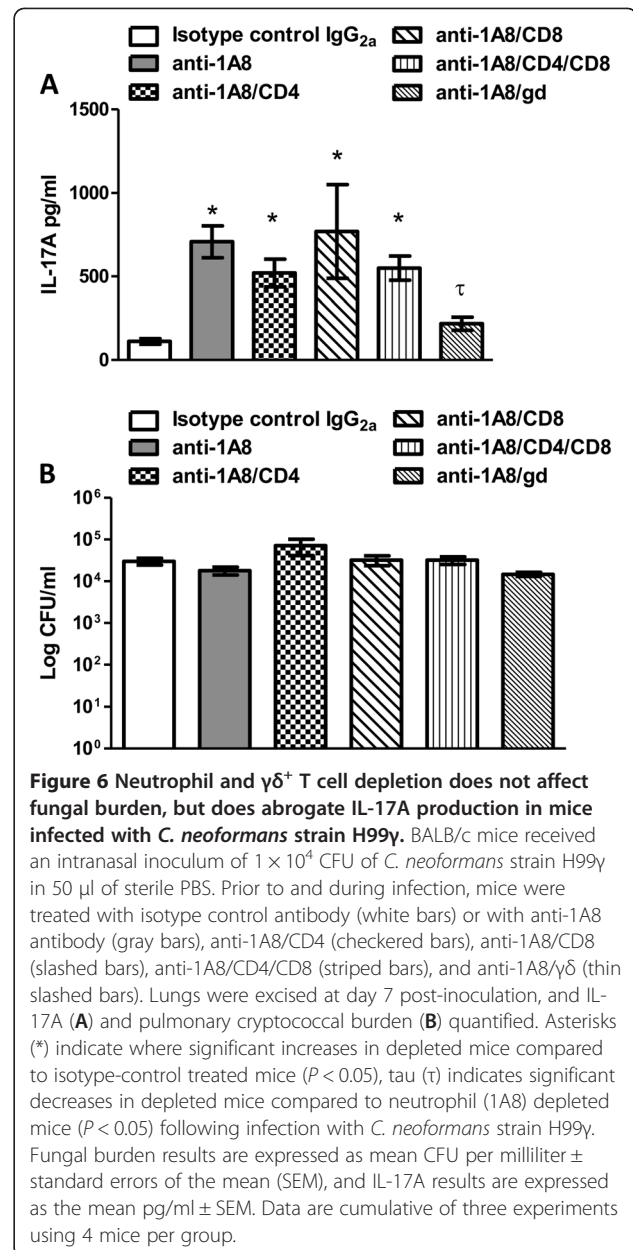 Isotype control IgG2a
anti-1A8
anti-1A8/CD4
anti-1A8/CD8
anti-1A8/CD4/CD8
anti-1A8/gd
A
IL-17A pg/ml
1500
1000
500
0
* * * * τ
Isotype control IgG2a
anti-1A8
anti-1A8/CD4
anti-1A8/CD8
anti-1A8/CD4/CD8
anti-1A8/gd
B
Log CFU/ml
10⁶
10⁵
10⁴
10³
10²
10¹
10⁰
Figure 6 Neutrophil and γδ⁺ T cell depletion does not affect
fungal burden, but does abrogate IL-17A production in mice
infected with C. neoformans strain H99γ. BALB/c mice received
an intranasal inoculum of 1 × 10⁴ CFU of C. neoformans strain H99γ
in 50 μl of sterile PBS. Prior to and during infection, mice were
treated with isotype control antibody (white bars) or with anti-1A8
antibody (gray bars), anti-1A8/CD4 (checkered bars), anti-1A8/CD8
(slashed bars), anti-1A8/CD4/CD8 (striped bars), and anti-1A8/γδ (thin
slashed bars). Lungs were excised at day 7 post-inoculation, and IL-
17A (A) and pulmonary cryptococcal burden (B) quantified. Asterisks
(*) indicate where significant increases in depleted mice compared
to isotype-control treated mice (P < 0.05), tau (τ) indicates significant
decreases in depleted mice compared to neutrophil (1A8) depleted
mice (P < 0.05) following infection with C. neoformans strain H99γ.
Fungal burden results are expressed as mean CFU per milliliter ±
standard errors of the mean (SEM), and IL-17A results are expressed
as the mean pg/ml ± SEM. Data are cumulative of three experiments
using 4 mice per group.